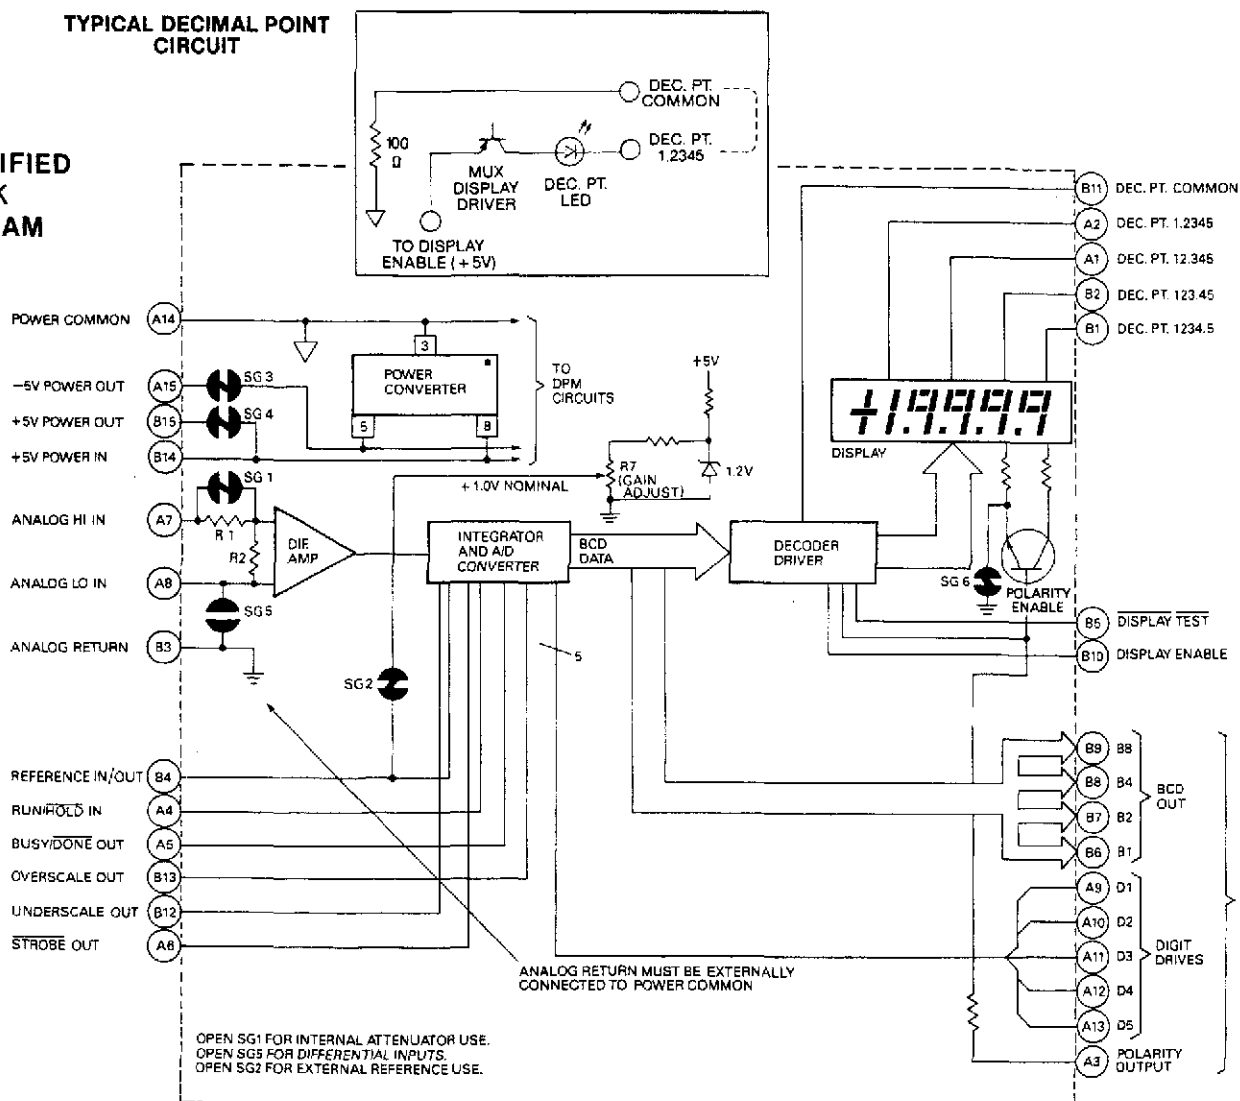 TYPICAL DECIMAL POINT
CIRCUIT
DEC. PT.
COMMON
100
Ω
DEC. PT.
1.2345
MUX
DISPLAY
DRIVER
DEC. PT.
LED
TO DISPLAY
ENABLE (+5V)
IFIED
K
AM
B11 DEC. PT. COMMON
A2 DEC. PT. 1.2345
A1 DEC. PT. 12.345
B2 DEC. PT. 123.45
B1 DEC. PT. 1234.5
POWER COMMON A14
−5V POWER OUT A15 SG 3
+5V POWER OUT B15 SG 4
+5V POWER IN B14
3
POWER
CONVERTER
5
8
TO
DPM
CIRCUITS
+5V
R7
(GAIN
ADJUST)
1.2V
+1.0V NOMINAL
+1.9.9.9.9
DISPLAY
SG 1
ANALOG HI IN A7
R1
R2
DIF.
AMP
ANALOG LO IN A8
SG5
ANALOG RETURN B3
INTEGRATOR
AND A/D
CONVERTER
BCD
DATA
DECODER
DRIVER
SG 6
POLARITY
ENABLE
B5 DISPLAY TEST
B10 DISPLAY ENABLE
5
SG2
REFERENCE IN/OUT B4
RUN/HOLD IN A4
BUSY/DONE OUT A5
OVERSCALE OUT B13
UNDERSCALE OUT B12
STROBE OUT A6
B9 B8
B8 B4
B7 B2
B6 B1
BCD
OUT
A9 D1
A10 D2
A11 D3
A12 D4
A13 D5
DIGIT
DRIVES
A3 POLARITY
OUTPUT
ANALOG RETURN MUST BE EXTERNALLY
CONNECTED TO POWER COMMON
OPEN SG1 FOR INTERNAL ATTENUATOR USE.
OPEN SG5 FOR DIFFERENTIAL INPUTS.
OPEN SG2 FOR EXTERNAL REFERENCE USE.